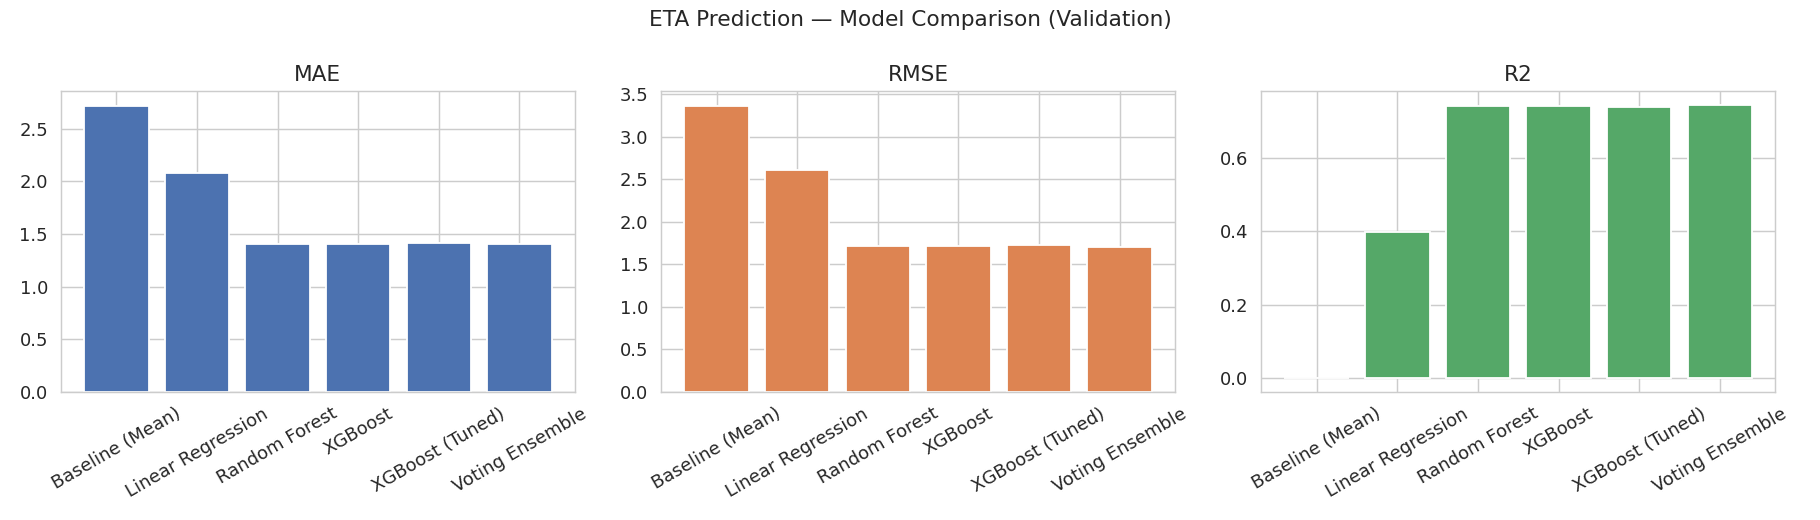 ETA Prediction — Model Comparison (Validation)
MAE
2.5
2.0
1.5
1.0
0.5
0.0
Baseline (Mean)
Linear Regression
Random Forest
XGBoost
XGBoost (Tuned)
Voting Ensemble
RMSE
3.5
3.0
2.5
2.0
1.5
1.0
0.5
0.0
Baseline (Mean)
Linear Regression
Random Forest
XGBoost
XGBoost (Tuned)
Voting Ensemble
R2
0.6
0.4
0.2
0.0
Baseline (Mean)
Linear Regression
Random Forest
XGBoost
XGBoost (Tuned)
Voting Ensemble